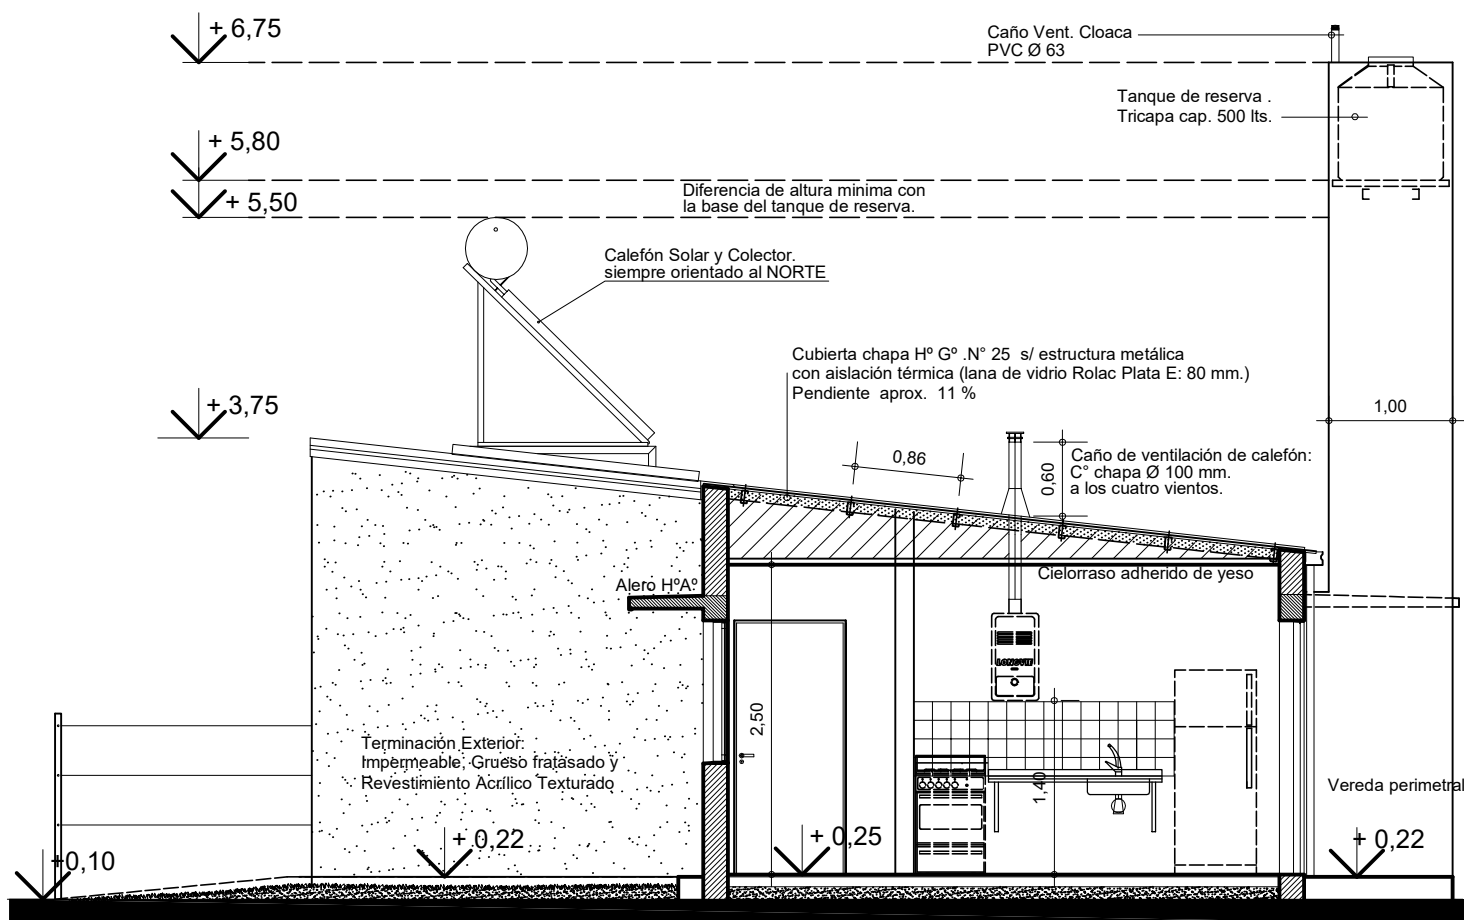 + 6,75
Caño Vent. Cloaca
PVC Ø 63
Tanque de reserva .
Tricapa cap. 500 lts.
+ 5,80
+ 5,50
Diferencia de altura minima con
la base del tanque de reserva.
Calefón Solar y Colector.
siempre orientado al NORTE
Cubierta chapa Hº Gº .N° 25 s/ estructura metálica
con aislación térmica (lana de vidrio Rolac Plata E: 80 mm.)
Pendiente aprox. 11 %
+ 3,75
1,00
0,86
0,60
Caño de ventilación de calefón:
C° chapa Ø 100 mm.
a los cuatro vientos.
Cielorraso adherido de yeso
Alero HºAº
LONGVIE
2,50
1,40
Terminación Exterior:
Impermeable, Grueso fratasado y
Revestimiento Acrílico Texturado
Vereda perimetral
+ 0,22
+ 0,25
+ 0,22
+0,10